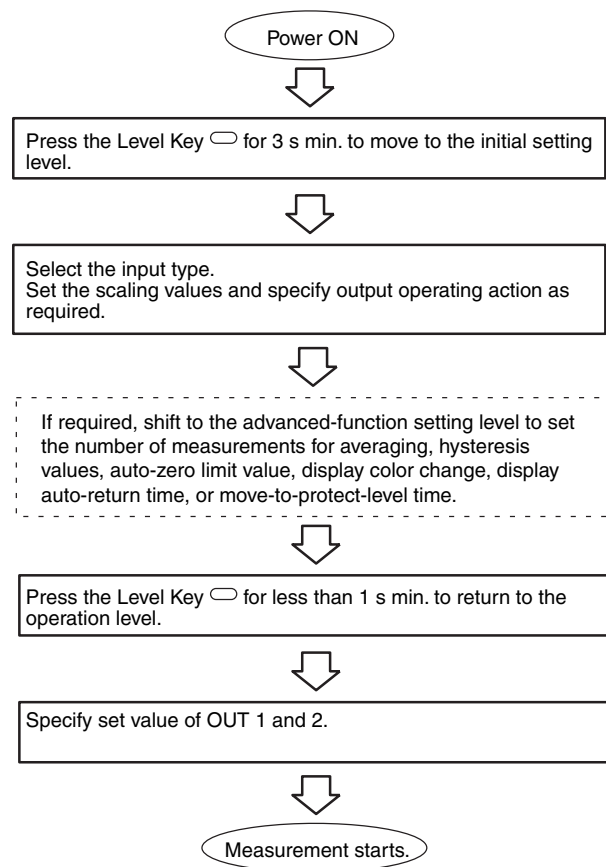 Power ON
Press the Level Key for 3 s min. to move to the initial setting
level.
Select the input type.
Set the scaling values and specify output operating action as
required.
If required, shift to the advanced-function setting level to set
the number of measurements for averaging, hysteresis
values, auto-zero limit value, display color change, display
auto-return time, or move-to-protect-level time.
Press the Level Key for less than 1 s min. to return to the
operation level.
Specify set value of OUT 1 and 2.
Measurement starts.